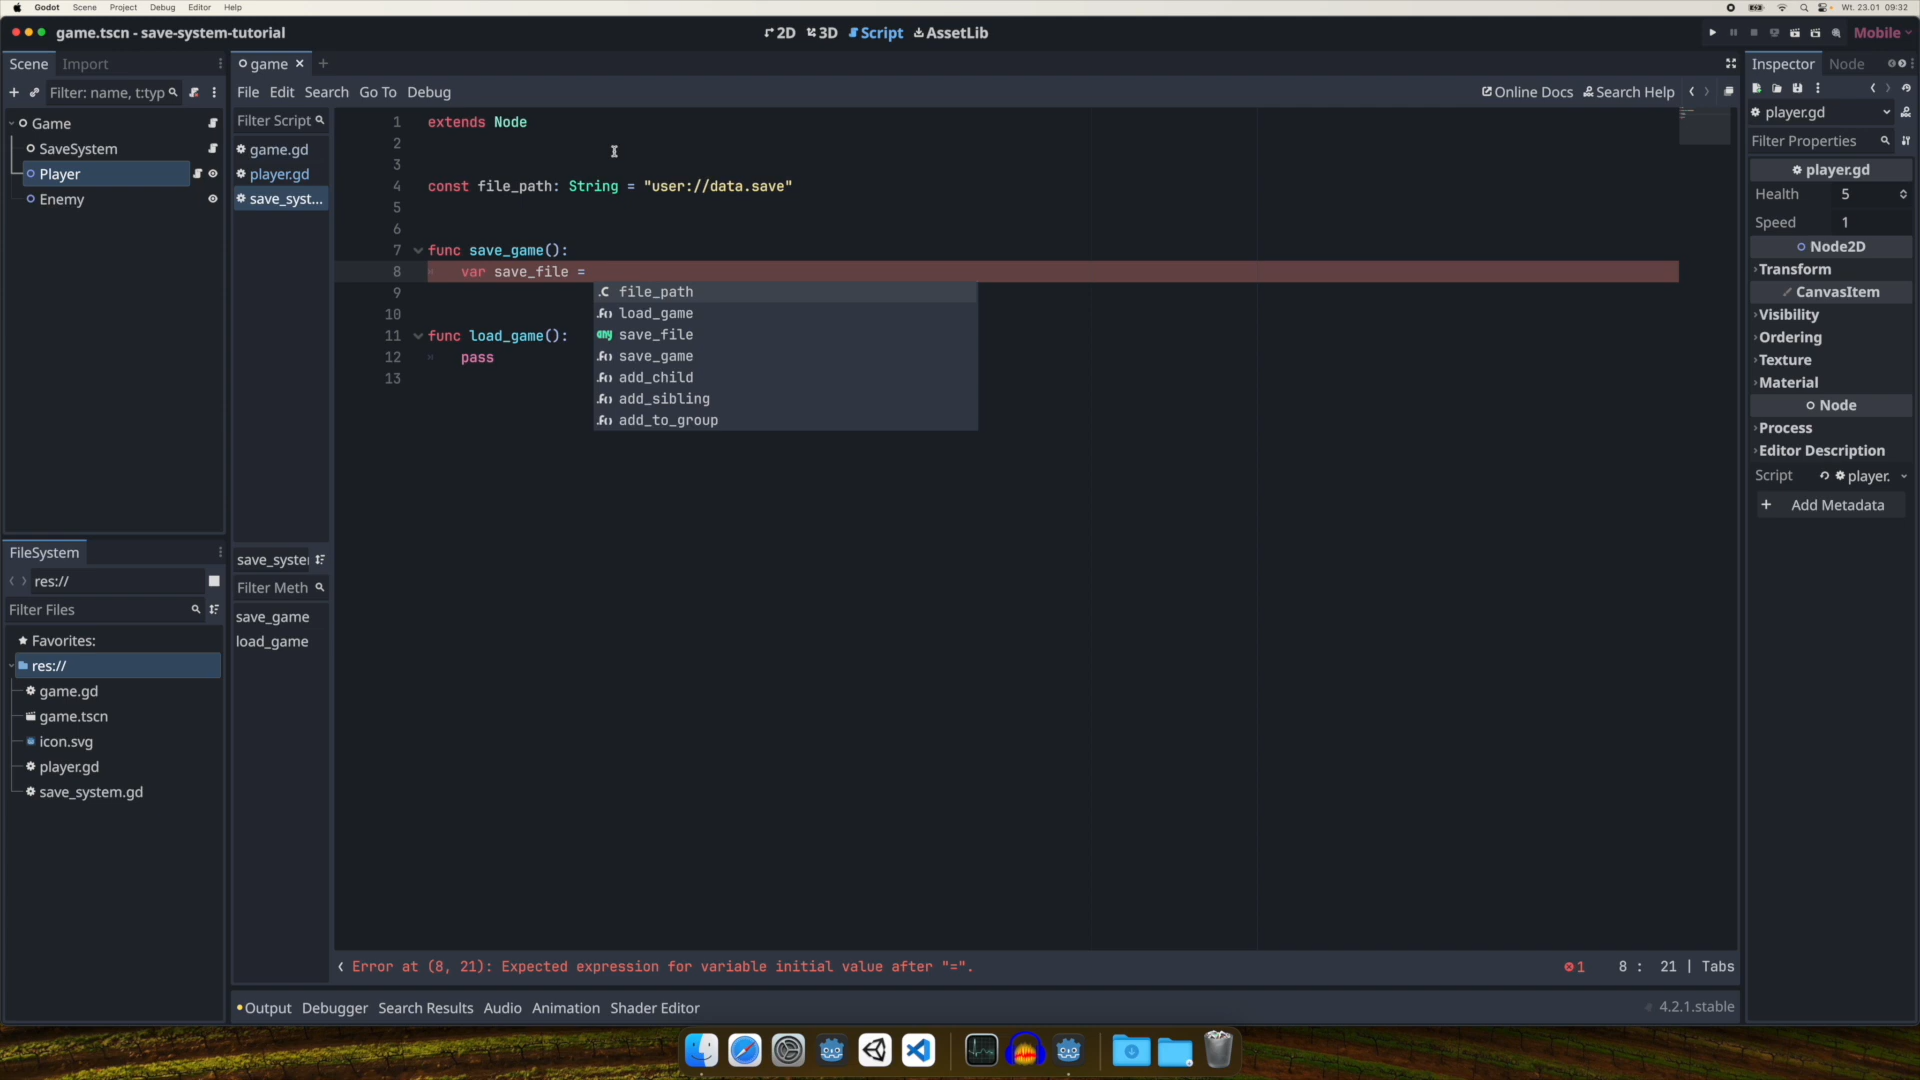 Godot Scene Project Debug Editor Help
Wt. 23.01 09:32
game.tscn - save-system-tutorial
2D 3D Script AssetLib
Mobile
Scene Import
Filter: name, t:typ
Game
SaveSystem
Player
Enemy
FileSystem
res://
Filter Files
Favorites:
res://
game.gd
game.tscn
icon.svg
player.gd
save_system.gd
game
File Edit Search Go To Debug
Online Docs Search Help
Filter Script
game.gd
player.gd
save_syst...
save_syste
Filter Meth
save_game
load_game
1 extends Node
2
3
4 const file_path: String = "user://data.save"
5
6
7 func save_game():
8 var save_file =
9
10
11 func load_game():
12 pass
13
.C file_path
.f() load_game
any save_file
.f() save_game
.f() add_child
.f() add_sibling
.f() add_to_group
Error at (8, 21): Expected expression for variable initial value after "=".
1 8 : 21 | Tabs
Output Debugger Search Results Audio Animation Shader Editor
4.2.1.stable
Inspector Node
player.gd
Filter Properties
player.gd
Health 5
Speed 1
Node2D
Transform
CanvasItem
Visibility
Ordering
Texture
Material
Node
Process
Editor Description
Script player.
+ Add Metadata